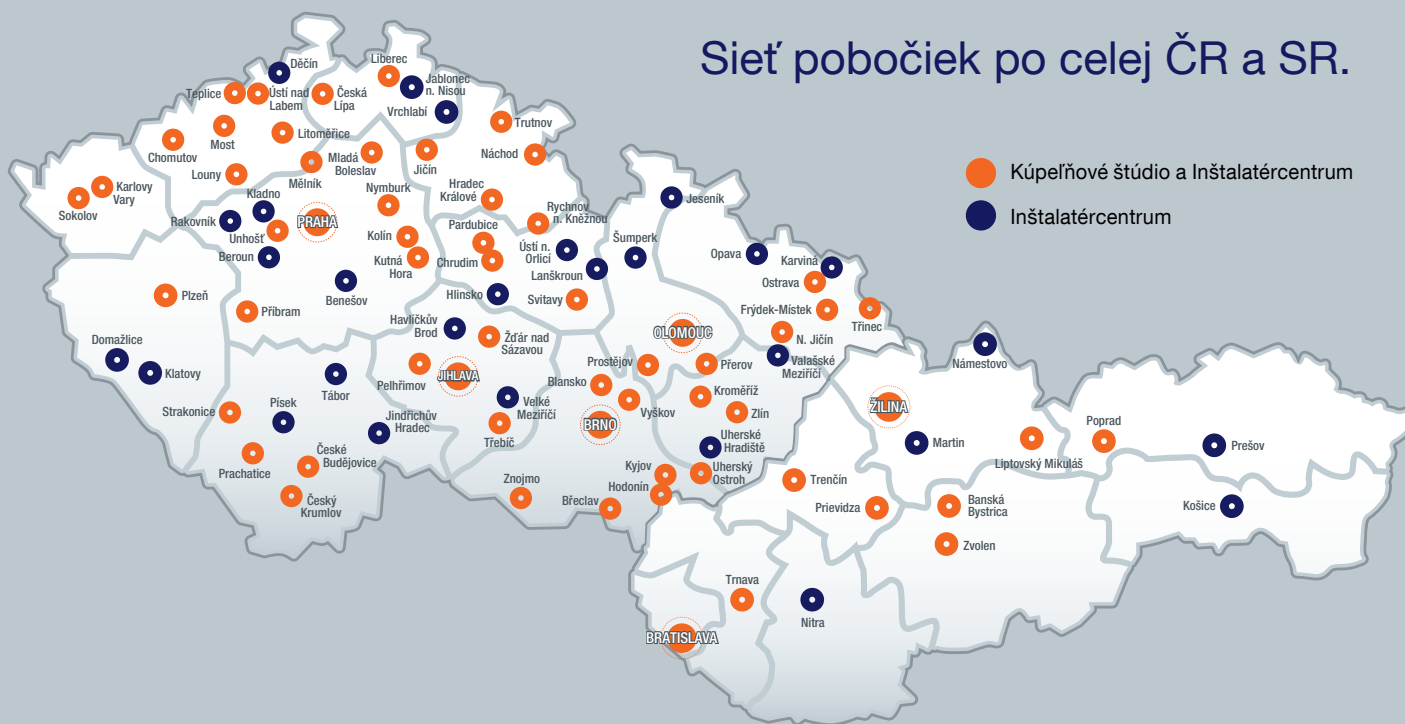 Sieť pobočiek po celej ČR a SR.
Kúpeľňové štúdio a Inštalatércentrum
Inštalatércentrum
Děčín
Liberec
Jablonec
n. Nisou
Teplice
Ústí nad
Labem
Česká
Lípa
Vrchlabí
Trutnov
Most
Litoměřice
Chomutov
Mladá
Boleslav
Jičín
Náchod
Louny
Mělník
Karlovy
Vary
Sokolov
Kladno
Nymburk
Hradec
Králové
Jeseník
Rakovník
PRAHA
Rychnov
n. Kněžnou
Unhošť
Kolín
Pardubice
Šumperk
Beroun
Kutná
Hora
Chrudim
Ústí n.
Orlicí
Opava
Karviná
Lanškroun
Ostrava
Benešov
Hlinsko
Svitavy
Plzeň
Příbram
Frýdek-Místek
Třinec
Havlíčkův
Brod
Žďár nad
Sázavou
OLOMOUC
N. Jičín
Domažlice
Klatovy
Prostějov
Přerov
Valašské
Meziříčí
Námestovo
Pelhřimov
JIHLAVA
Blansko
Tábor
Kroměříž
Velké
Meziříčí
Vyškov
Zlín
ŽILINA
Strakonice
Písek
Jindřichův
Hradec
Třebíč
BRNO
Uherské
Hradiště
Martin
Poprad
Prešov
Liptovský Mikuláš
Prachatice
České
Budějovice
Kyjov
Uherský
Ostroh
Znojmo
Hodonín
Trenčín
Český
Krumlov
Břeclav
Prievidza
Banská
Bystrica
Košice
Zvolen
Trnava
Nitra
BRATISLAVA